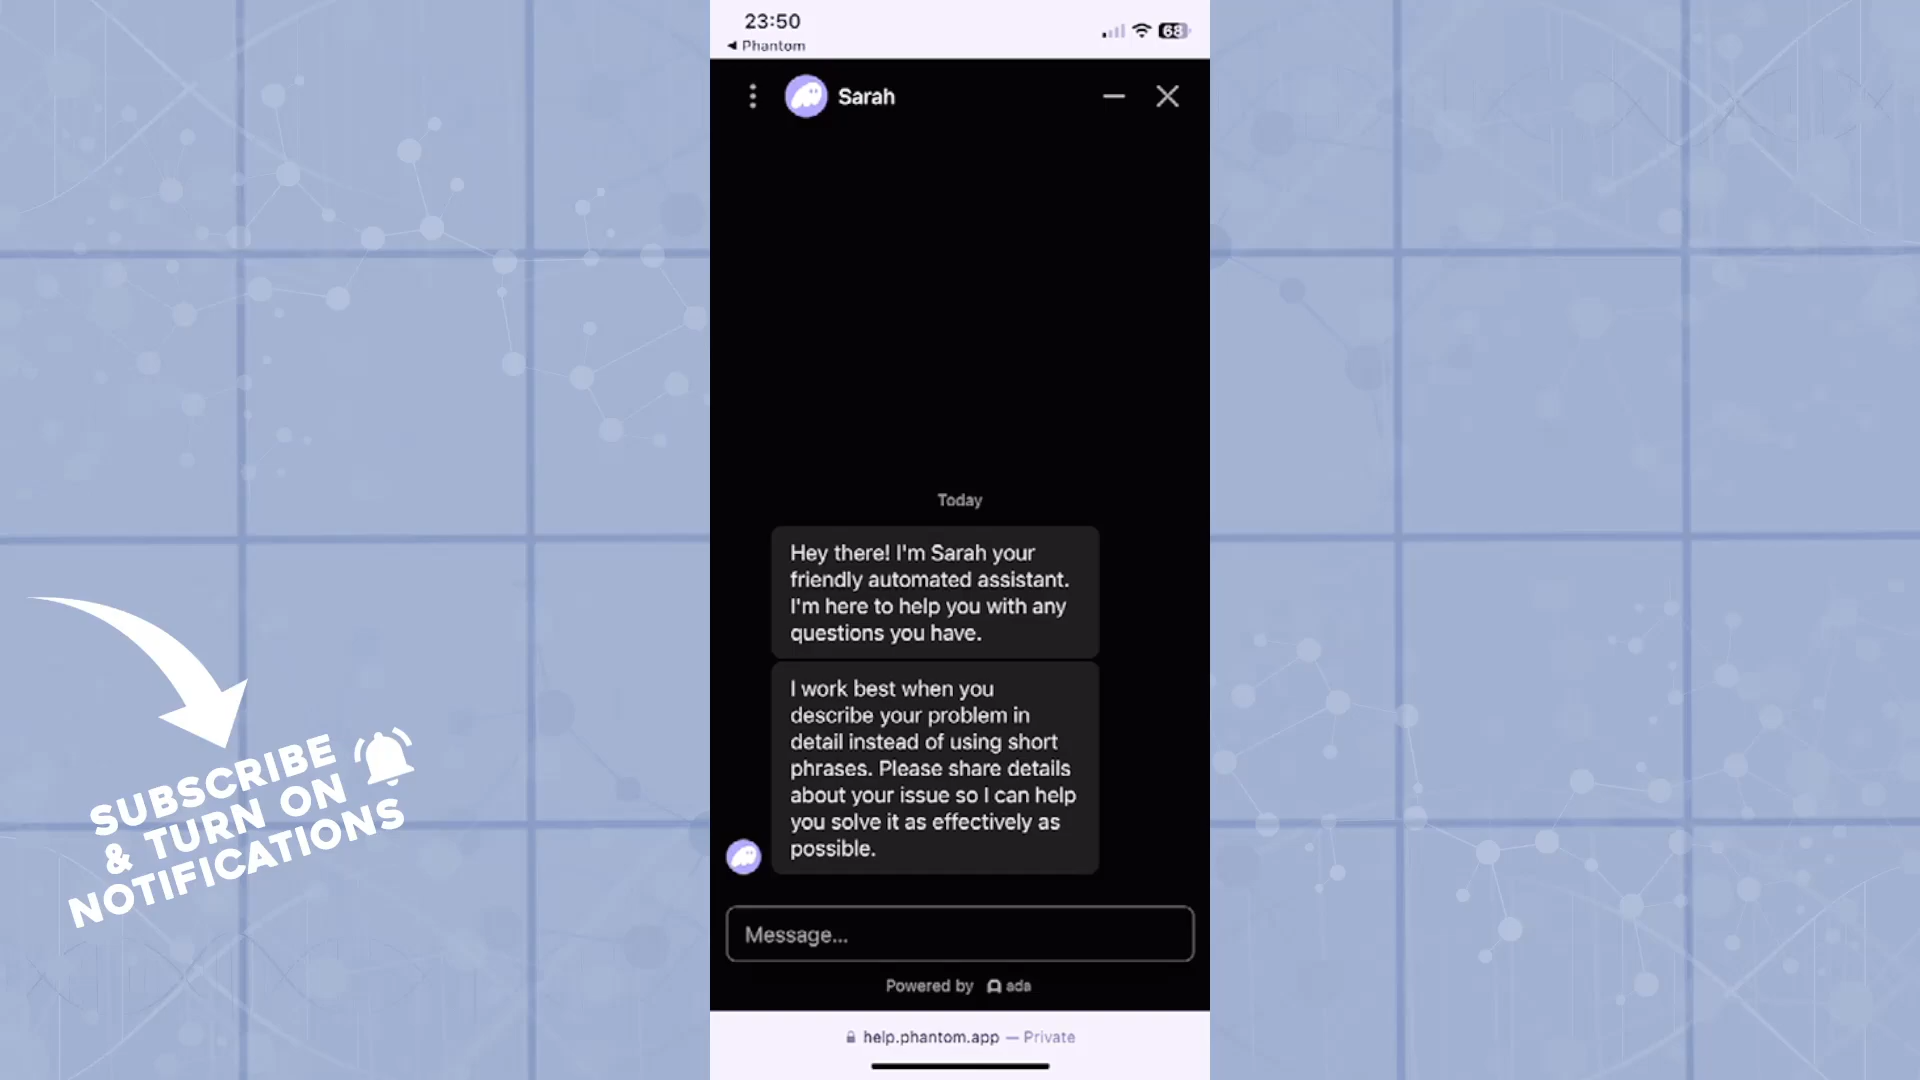 23:50
Phantom
68
Sarah
Today
Hey there! I'm Sarah your
friendly automated assistant.
I'm here to help you with any
questions you have.
I work best when you
describe your problem in
detail instead of using short
phrases. Please share details
about your issue so I can help
you solve it as effectively as
possible.
Message...
Powered by ada
help.phantom.app — Private
SUBSCRIBE
& TURN ON
NOTIFICATIONS